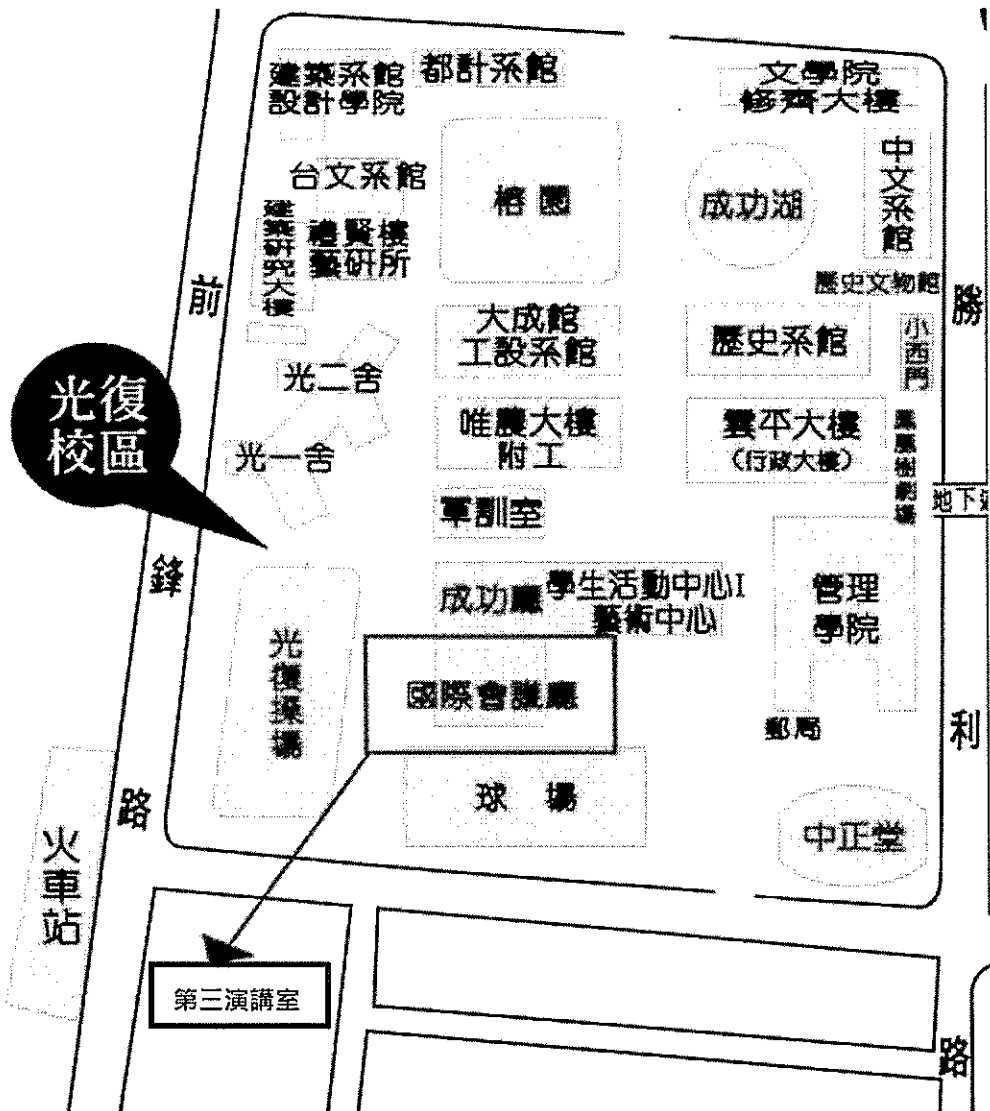 建築系館
設計學院
都計系館
文學院
修齊大樓
中文系館
台文系館
榕園
成功湖
建築研究大樓
禮賢樓
藝研所
歷史文物館
前鋒路
勝利路
大成館
工設系館
歷史系館
小西門
光二舍
光復
校區
唯農大樓
附工
雲平大樓
(行政大樓)
光一舍
軍訓室
地下道
成功廳
學生活動中心I
藝術中心
管理
學院
光復操場
國際會議廳
郵局
球 場
中正堂
火車站
第三演講室